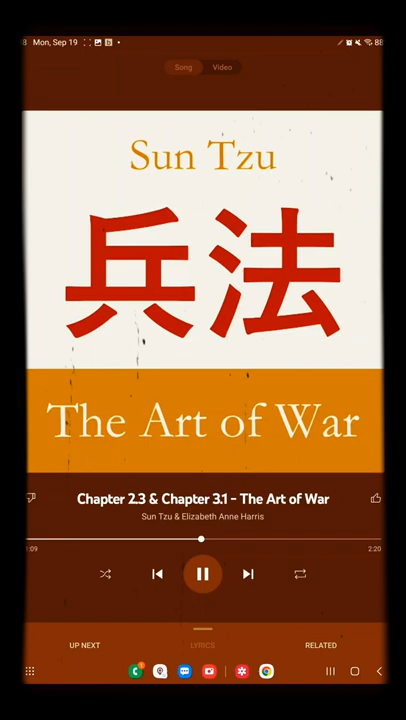 Mon, Sep 19
Song Video
Sun Tzu
兵法
The Art of War
Chapter 2.3 & Chapter 3.1 - The Art of War
Sun Tzu & Elizabeth Anne Harris
1:09 2:20
UP NEXT LYRICS RELATED